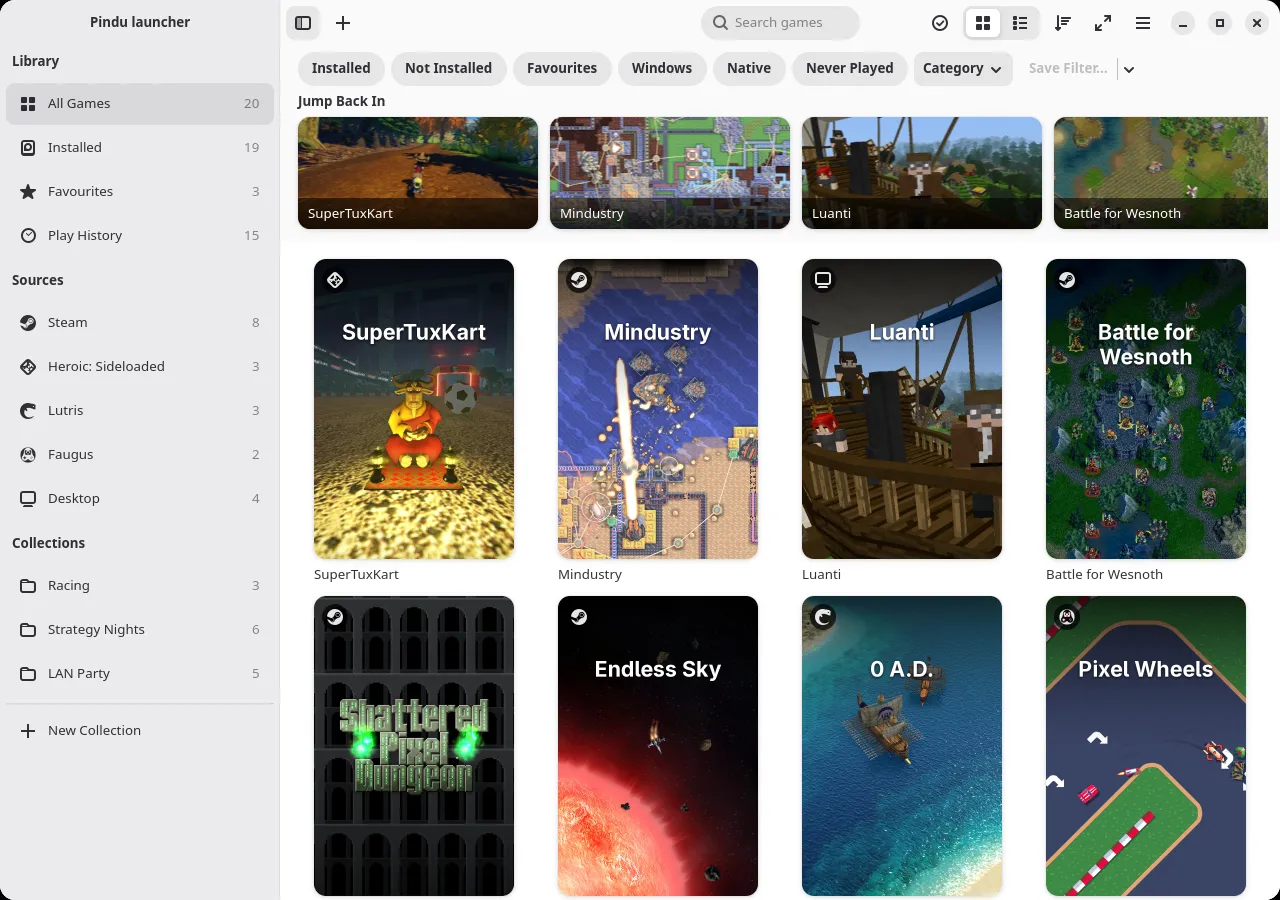 Pindu launcher
Search games
Library
All Games 20
Installed 19
Favourites 3
Play History 15
Sources
Steam 8
Heroic: Sideloaded 3
Lutris 3
Faugus 2
Desktop 4
Collections
Racing 3
Strategy Nights 6
LAN Party 5
New Collection
Installed Not Installed Favourites Windows Native Never Played Category Save Filter...
Jump Back In
SuperTuxKart
Mindustry
Luanti
Battle for Wesnoth
SuperTuxKart
Mindustry
Luanti
Battle for
Wesnoth
SuperTuxKart
Mindustry
Luanti
Battle for Wesnoth
Shattered
Pixel
Dungeon
Endless Sky
0 A.D.
Pixel Wheels